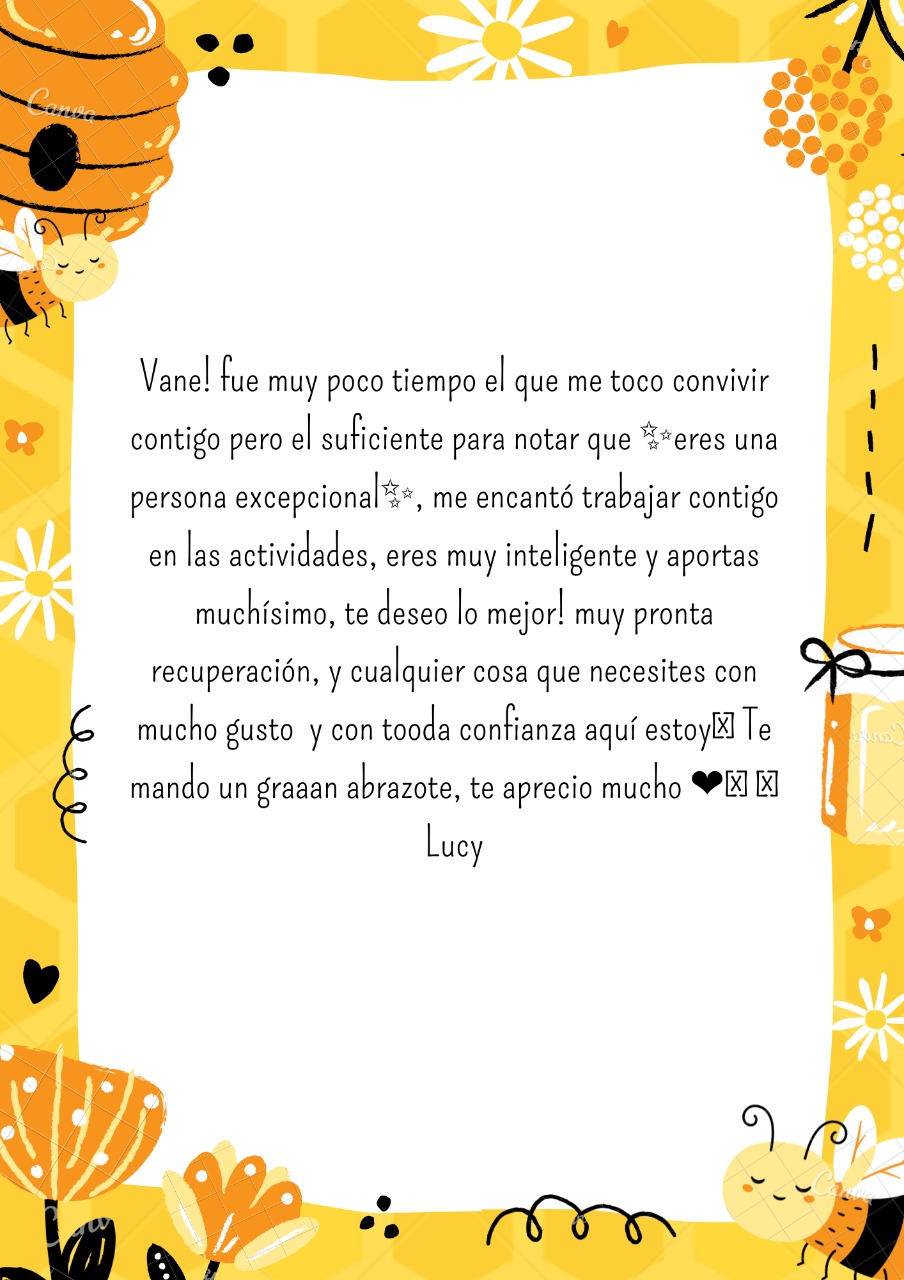 Canva
Vane! fue muy poco tiempo el que me toco convivir
contigo pero el suficiente para notar que ✨eres una
persona excepcional✨, me encantó trabajar contigo
en las actividades, eres muy inteligente y aportas
muchísimo, te deseo lo mejor! muy pronta
recuperación, y cualquier cosa que necesites con
mucho gusto  y con tooda confianza aquí estoy Te
mando un graaan abrazote, te aprecio mucho ❤
Lucy
Canva